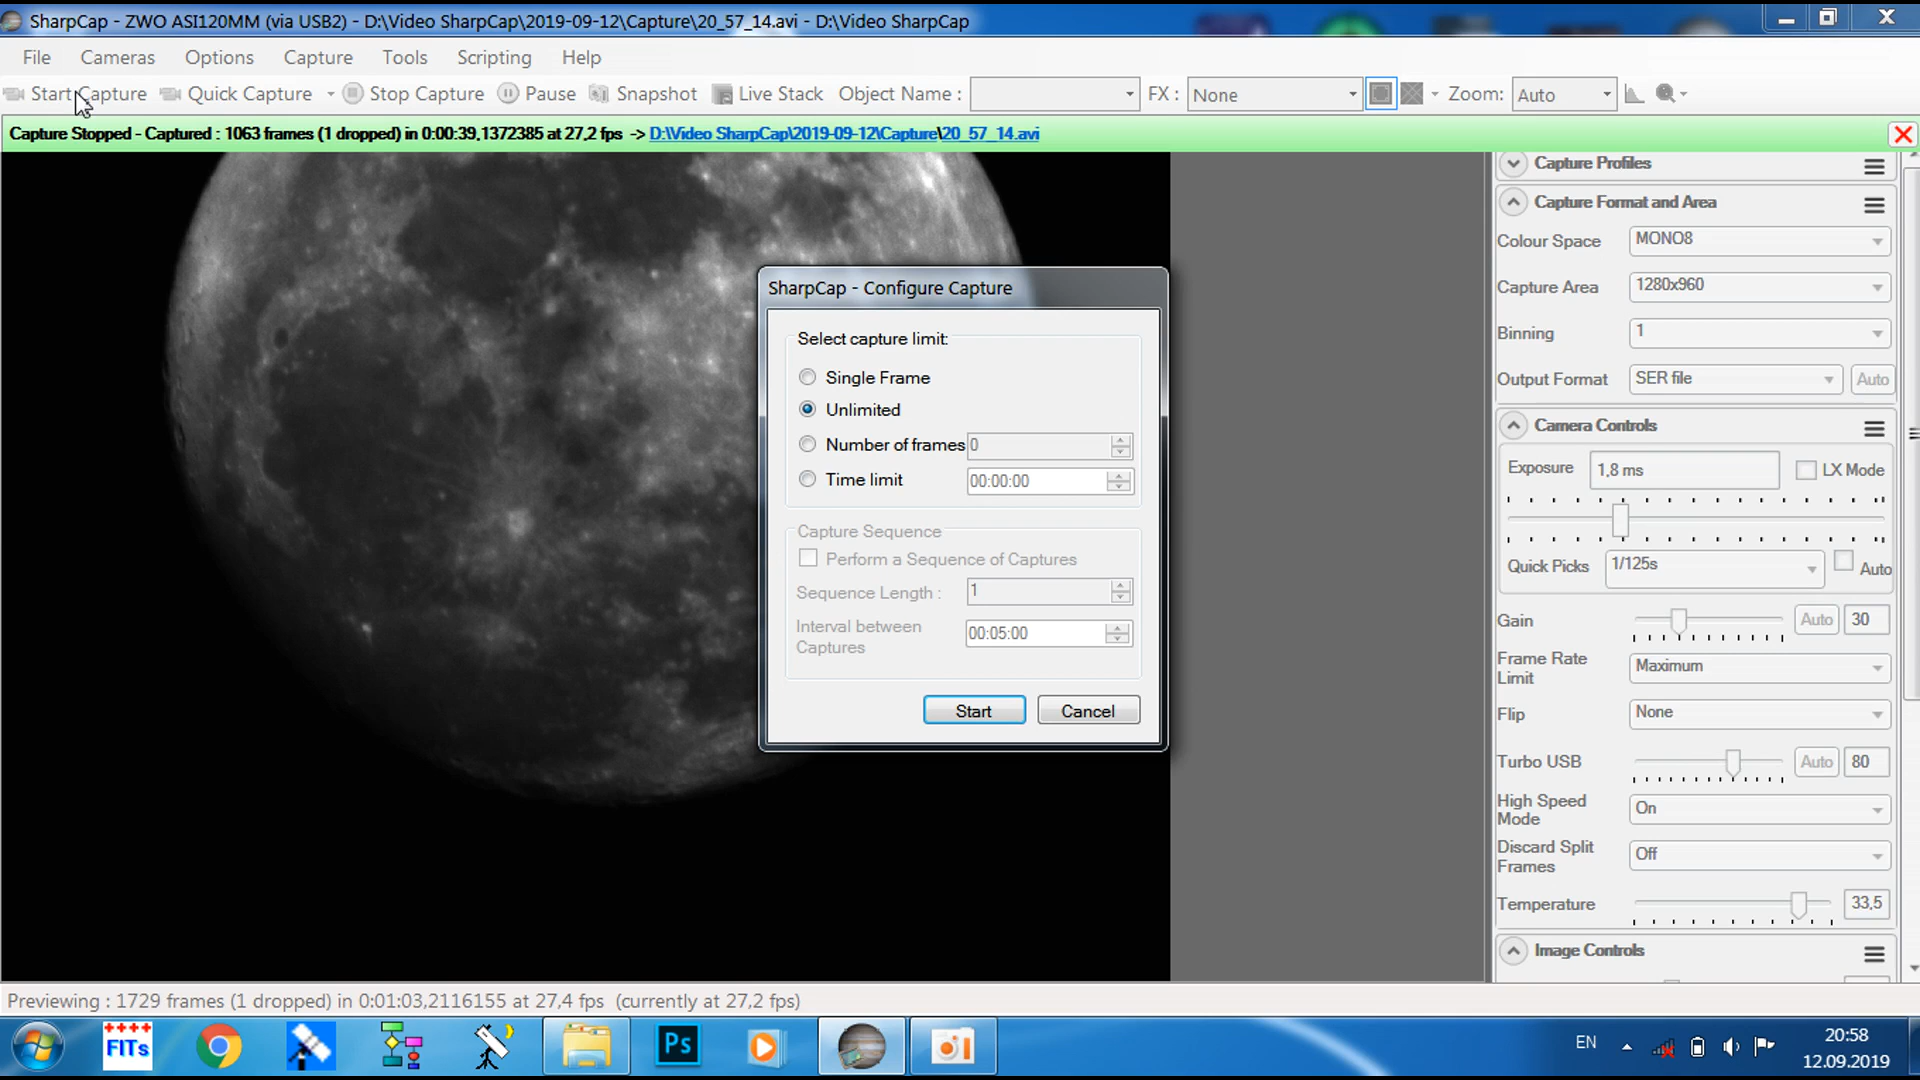 SharpCap - ZWO ASI120MM (via USB2) - D:\Video SharpCap\2019-09-12\Capture\20_57_14.avi - D:\Video SharpCap
File Cameras Options Capture Tools Scripting Help
Start Capture Quick Capture Stop Capture Pause Snapshot Live Stack Object Name : FX : None Zoom: Auto
Capture Stopped - Captured : 1063 frames (1 dropped) in 0:00:39,1372385 at 27,2 fps -> D:\Video SharpCap\2019-09-12\Capture\20_57_14.avi
SharpCap - Configure Capture
Select capture limit:
Single Frame
Unlimited
Number of frames 0
Time limit 00:00:00
Capture Sequence
Perform a Sequence of Captures
Sequence Length : 1
Interval between
Captures 00:05:00
Start Cancel
Capture Profiles
Capture Format and Area
Colour Space MONO8
Capture Area 1280x960
Binning 1
Output Format SER file Auto
Camera Controls
Exposure 1,8 ms LX Mode
Quick Picks 1/125s Auto
Gain Auto 30
Frame Rate
Limit Maximum
Flip None
Turbo USB Auto 80
High Speed
Mode On
Discard Split
Frames Off
Temperature 33,5
Image Controls
Previewing : 1729 frames (1 dropped) in 0:01:03,2116155 at 27,4 fps (currently at 27,2 fps)
FITs
Ps
EN
20:58
12.09.2019